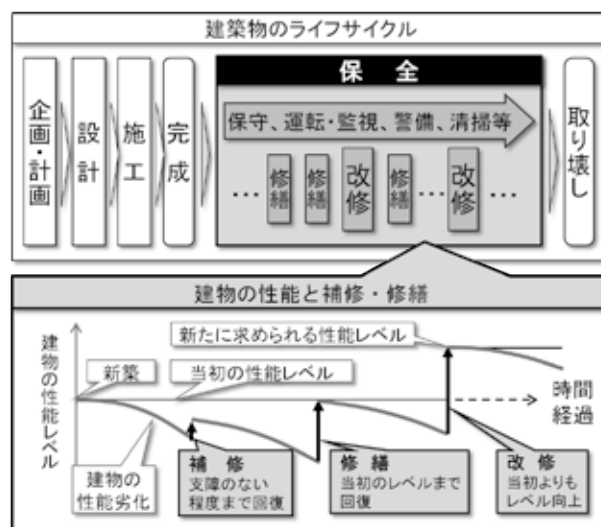 建築物のライフサイクル
企画・計画
設計
施工
完成
保全
保守、運転・監視、警備、清掃等
… 修繕 修繕 改修 修繕 … 改修 …
取り壊し
建物の性能と補修・修繕
建物の性能レベル
新たに求められる性能レベル
新築
当初の性能レベル
時間
経過
建物の
性能劣化
補修
支障のない
程度まで回復
修繕
当初のレベルまで
回復
改修
当初よりも
レベル向上